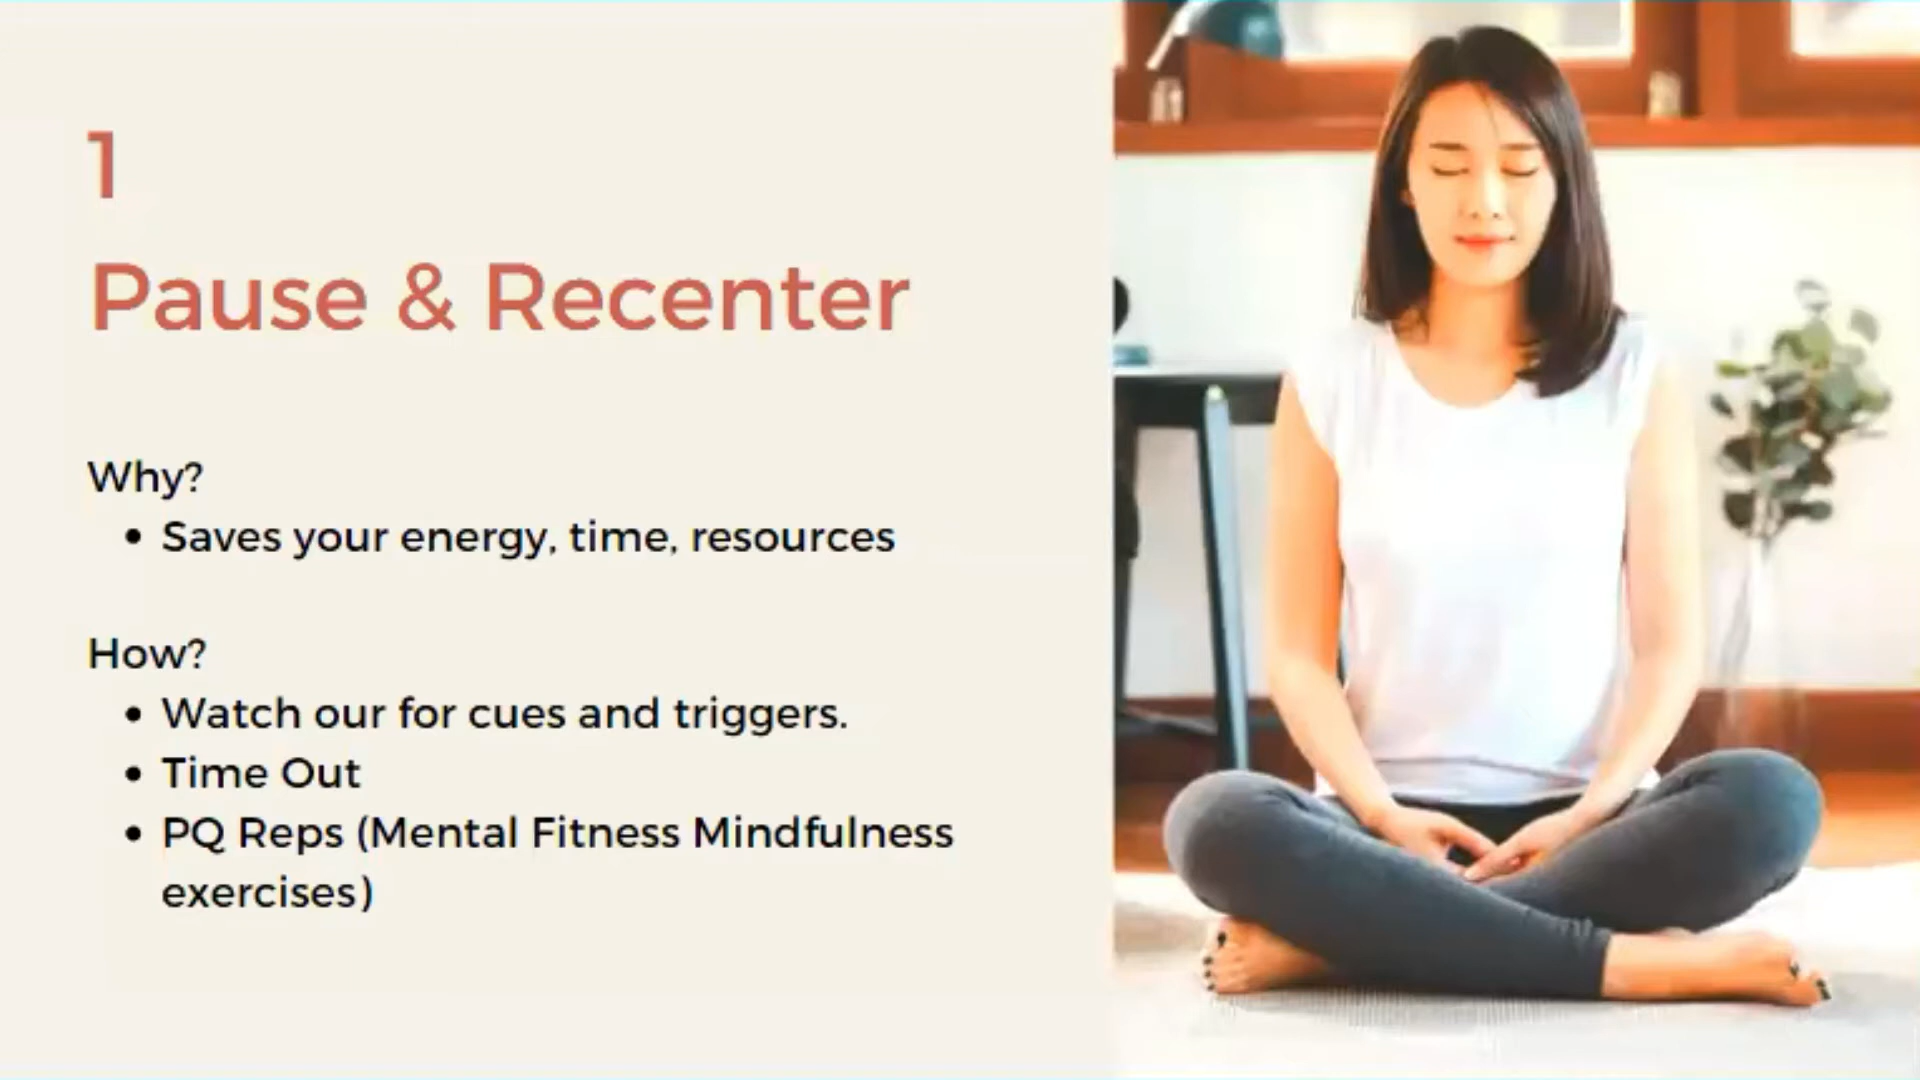 1
Pause & Recenter
Why?
• Saves your energy, time, resources
How?
• Watch our for cues and triggers.
• Time Out
• PQ Reps (Mental Fitness Mindfulness
exercises)